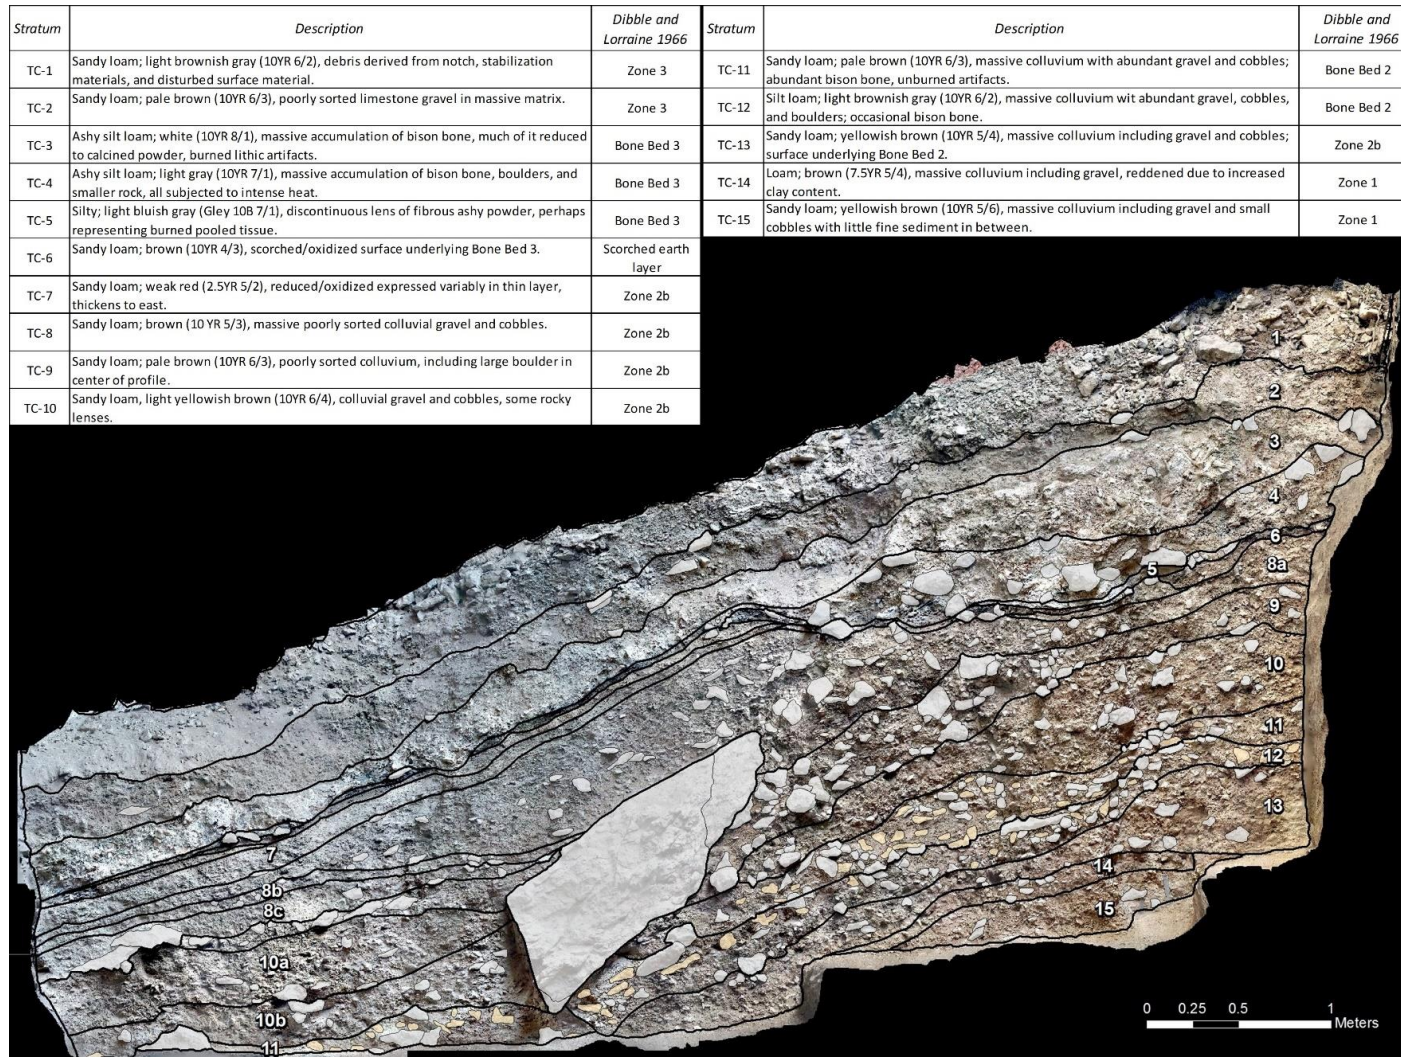 Stratum Description Dibble and
Lorraine 1966
TC-1 Sandy loam; light brownish gray (10YR 6/2), debris derived from notch, stabilization
materials, and disturbed surface material. Zone 3
TC-2 Sandy loam; pale brown (10YR 6/3), poorly sorted limestone gravel in massive matrix. Zone 3
TC-3 Ashy silt loam; white (10YR 8/1), massive accumulation of bison bone, much of it reduced
to calcined powder, burned lithic artifacts. Bone Bed 3
TC-4 Ashy silt loam; light gray (10YR 7/1), massive accumulation of bison bone, boulders, and
smaller rock, all subjected to intense heat. Bone Bed 3
TC-5 Silty; light bluish gray (Gley 10B 7/1), discontinuous lens of fibrous ashy powder, perhaps
representing burned pooled tissue. Bone Bed 3
TC-6 Sandy loam; brown (10YR 4/3), scorched/oxidized surface underlying Bone Bed 3. Scorched earth
layer
TC-7 Sandy loam; weak red (2.5YR 5/2), reduced/oxidized expressed variably in thin layer,
thickens to east. Zone 2b
TC-8 Sandy loam; brown (10 YR 5/3), massive poorly sorted colluvial gravel and cobbles. Zone 2b
TC-9 Sandy loam; pale brown (10YR 6/3), poorly sorted colluvium, including large boulder in
center of profile. Zone 2b
TC-10 Sandy loam, light yellowish brown (10YR 6/4), colluvial gravel and cobbles, some rocky
lenses. Zone 2b
Stratum Description Dibble and
Lorraine 1966
TC-11 Sandy loam; pale brown (10YR 6/3), massive colluvium with abundant gravel and cobbles;
abundant bison bone, unburned artifacts. Bone Bed 2
TC-12 Silt loam; light brownish gray (10YR 6/2), massive colluvium wit abundant gravel, cobbles,
and boulders; occasional bison bone. Bone Bed 2
TC-13 Sandy loam; yellowish brown (10YR 5/4), massive colluvium including gravel and cobbles;
surface underlying Bone Bed 2. Zone 2b
TC-14 Loam; brown (7.5YR 5/4), massive colluvium including gravel, reddened due to increased
clay content. Zone 1
TC-15 Sandy loam; yellowish brown (10YR 5/6), massive colluvium including gravel and small
cobbles with little fine sediment in between. Zone 1
1
2
3
4
6
5
8a
9
10
11
12
13
14
15
7
8b
8c
10a
10b
11
0 0.25 0.5 1
Meters